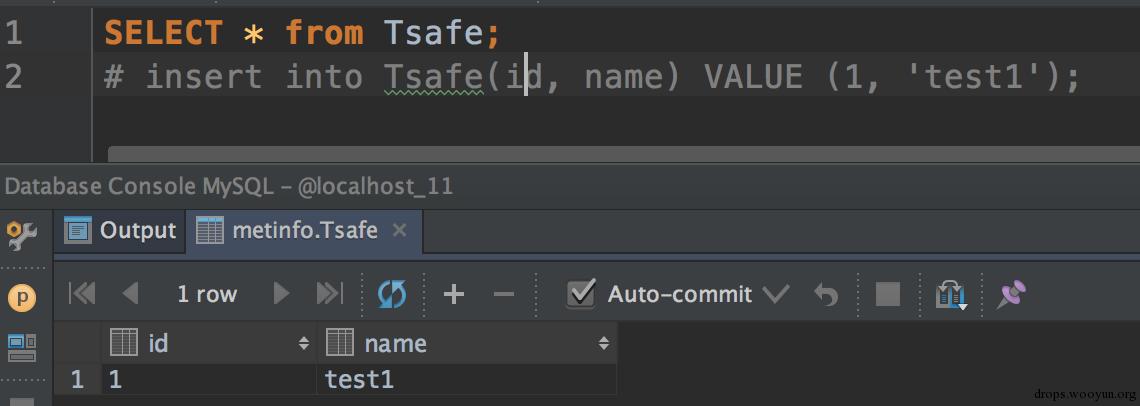 1 SELECT * from Tsafe;
2 # insert into Tsafe(id, name) VALUE (1, 'test1');
Database Console MySQL – @localhost_11
Output metinfo.Tsafe ×
P 1 row Auto-commit
id name
1 1 test1
drops.wooyun.org